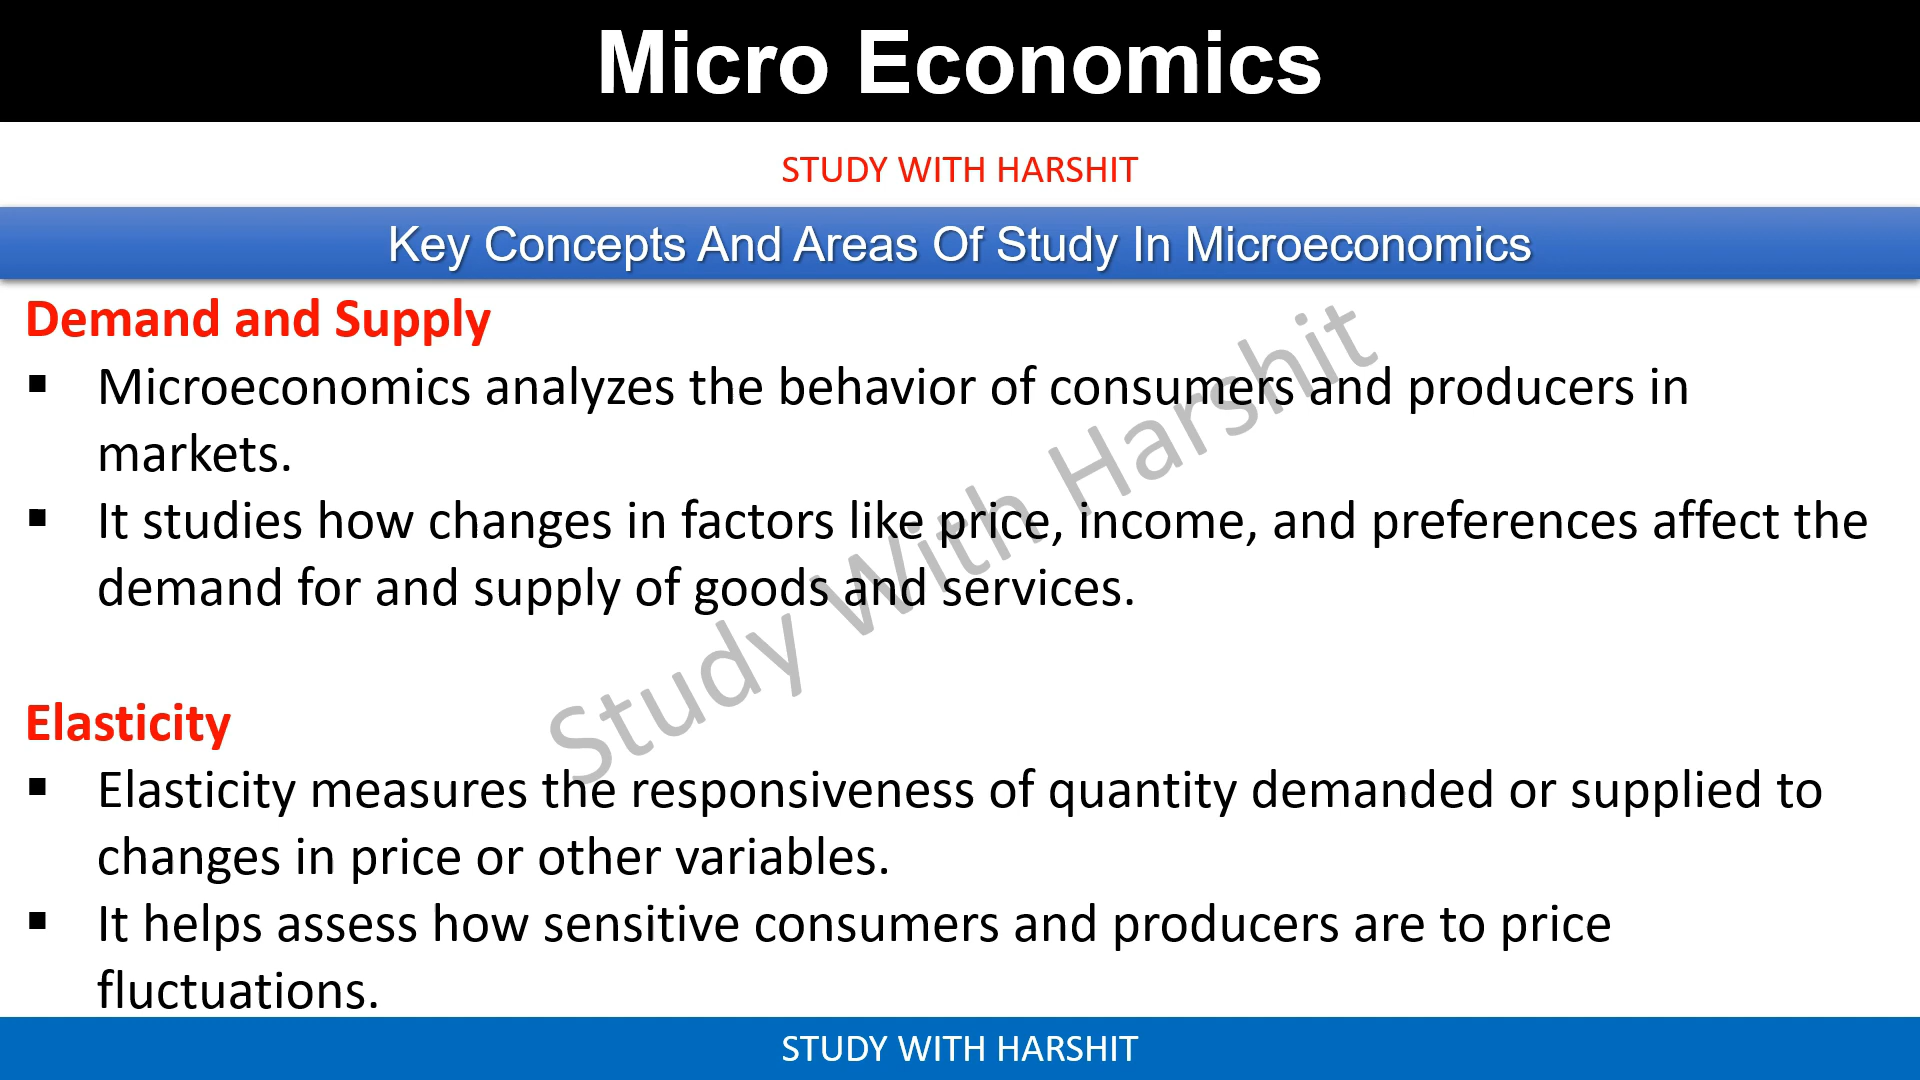 Micro Economics
STUDY WITH HARSHIT
Key Concepts And Areas Of Study In Microeconomics
Demand and Supply
▪ Microeconomics analyzes the behavior of consumers and producers in
markets.
▪ It studies how changes in factors like price, income, and preferences affect the
demand for and supply of goods and services.
Elasticity
▪ Elasticity measures the responsiveness of quantity demanded or supplied to
changes in price or other variables.
▪ It helps assess how sensitive consumers and producers are to price
fluctuations.
Study With Harshit
STUDY WITH HARSHIT